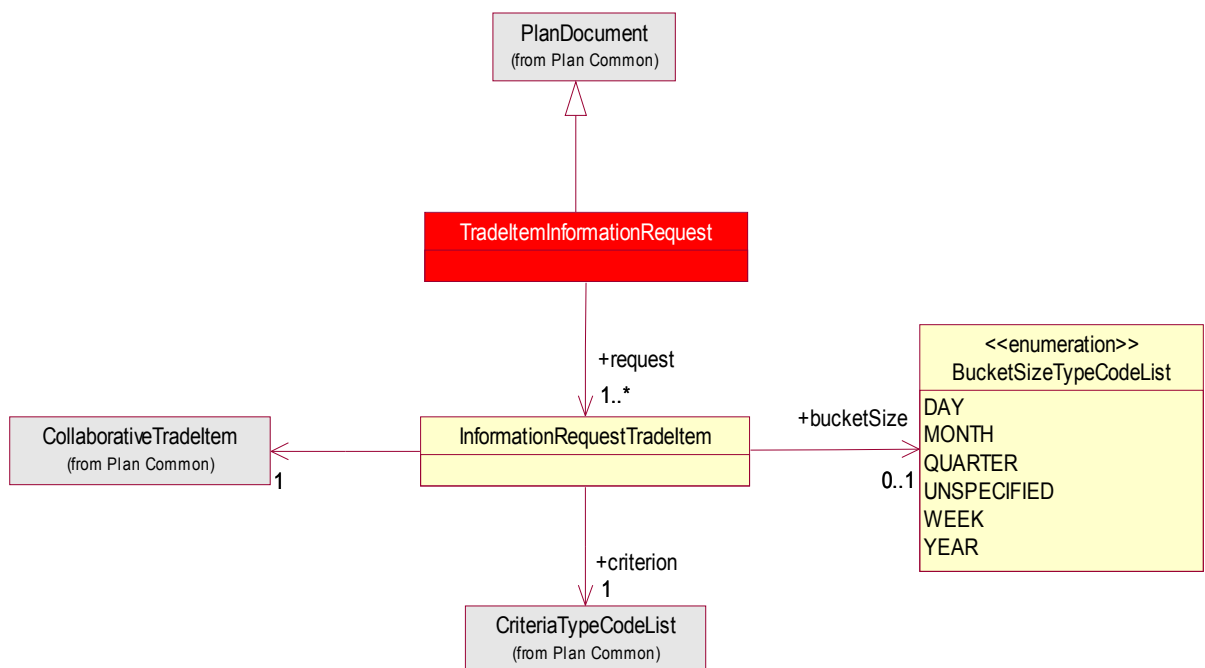 PlanDocument
(from Plan Common)
TradeItemInformationRequest
+request
1..*
<<enumeration>>
BucketSizeTypeCodeList
DAY
MONTH
QUARTER
UNSPECIFIED
WEEK
YEAR
+bucketSize
0..1
CollaborativeTradeItem
(from Plan Common)
1
InformationRequestTradeItem
+criterion
1
CriteriaTypeCodeList
(from Plan Common)